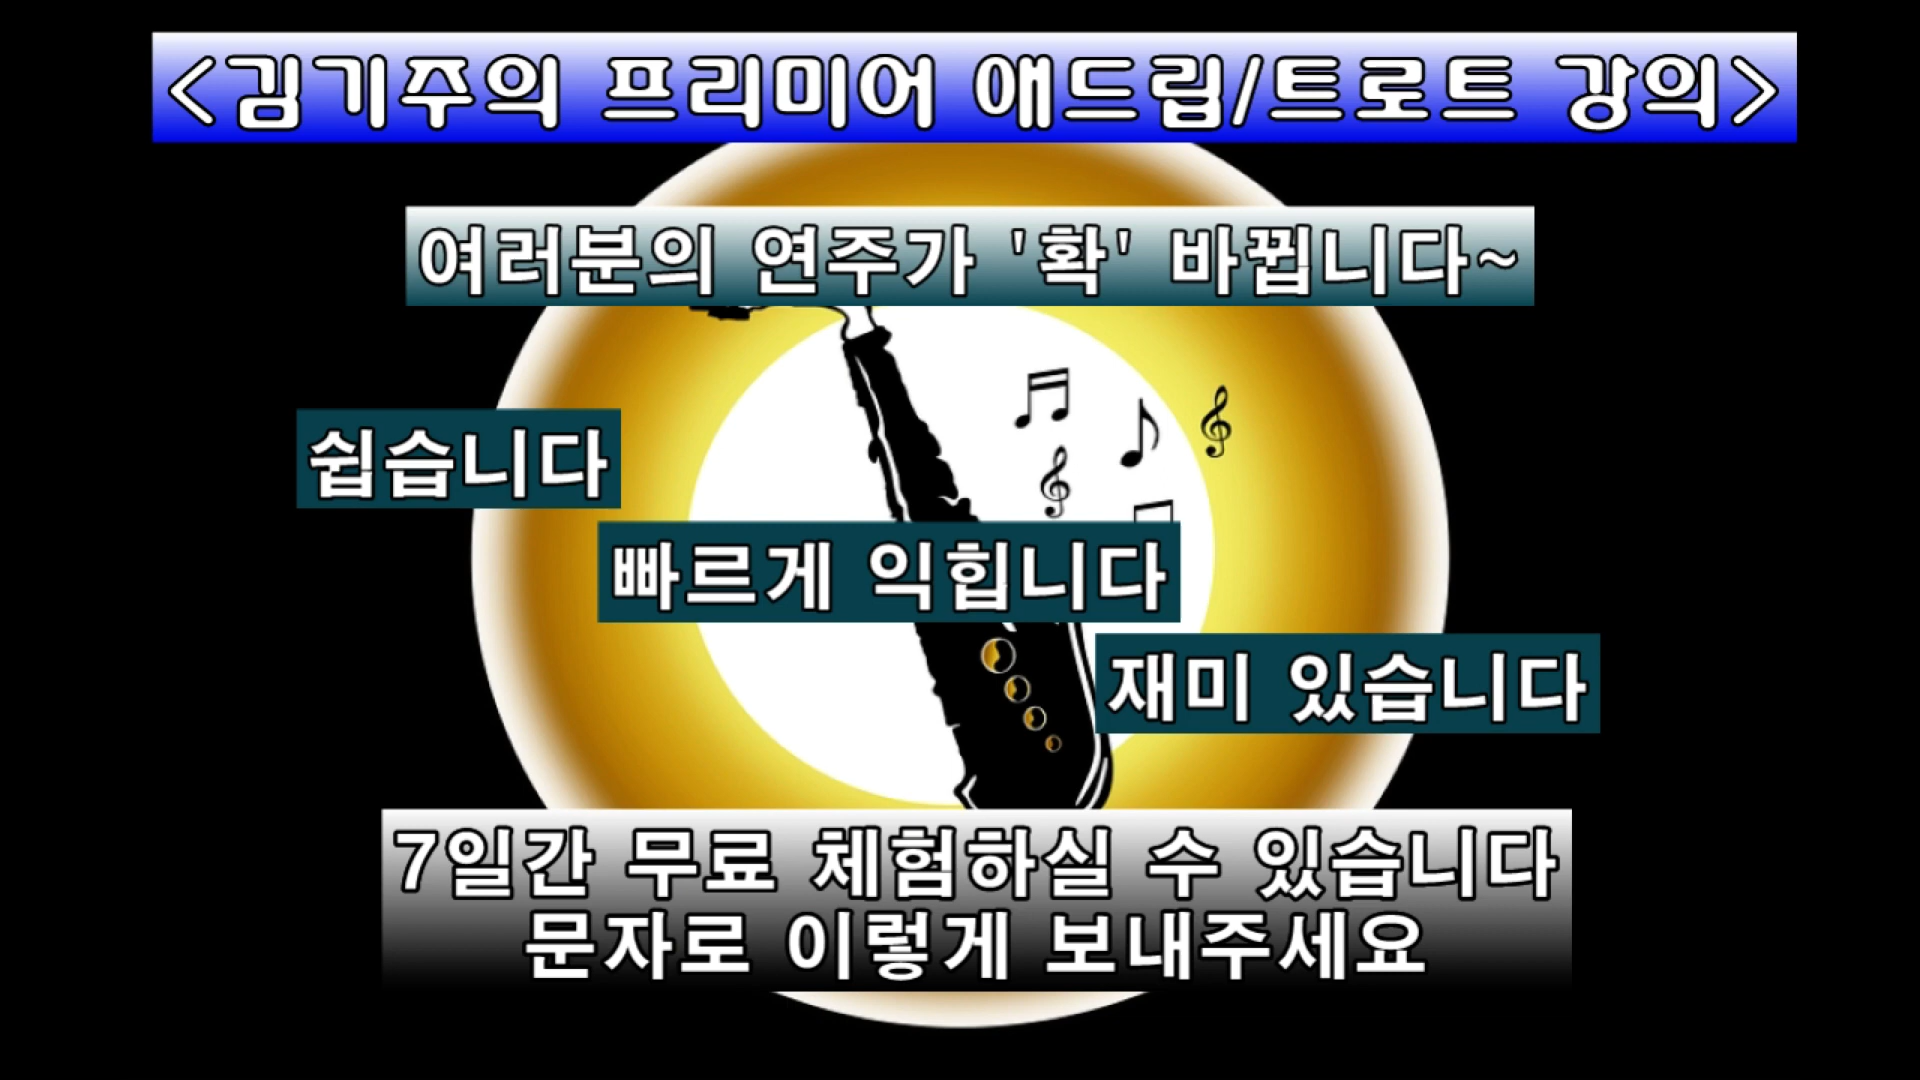 <김기주의 프리미어 애드립/트로트 강의>
여러분의 연주가 '확' 바뀝니다~
쉽습니다
빠르게 익힙니다
재미 있습니다
7일간 무료 체험하실 수 있습니다
문자로 이렇게 보내주세요